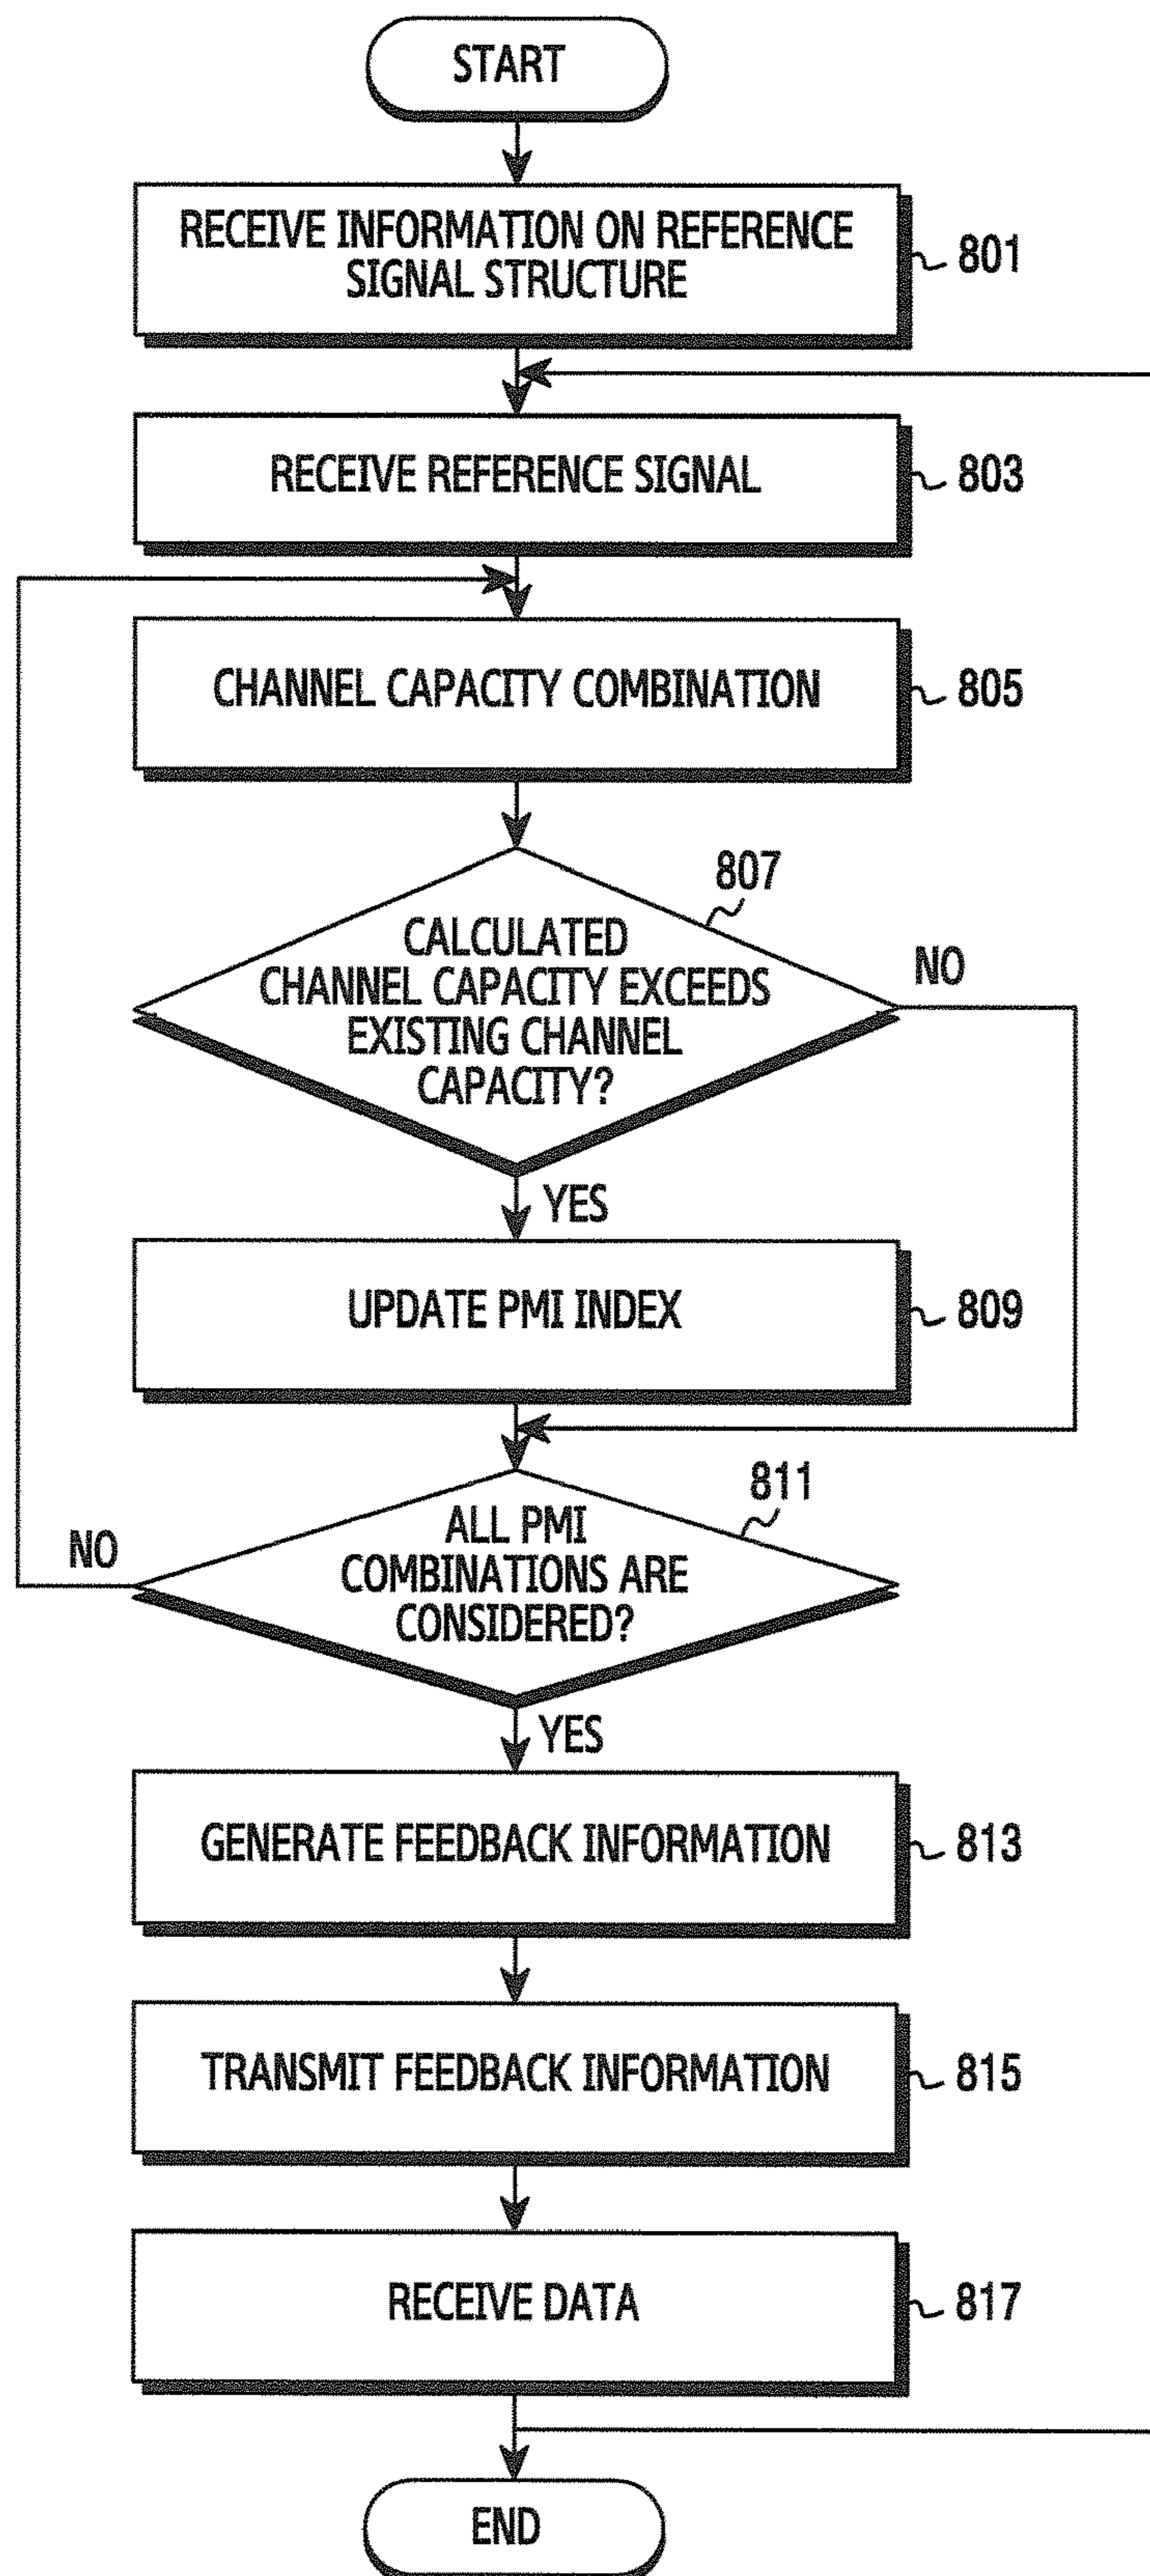 START
RECEIVE INFORMATION ON REFERENCE
SIGNAL STRUCTURE
801
RECEIVE REFERENCE SIGNAL
803
CHANNEL CAPACITY COMBINATION
805
807
CALCULATED
CHANNEL CAPACITY EXCEEDS
EXISTING CHANNEL
CAPACITY?
NO
YES
UPDATE PMI INDEX
809
811
ALL PMI
COMBINATIONS ARE
CONSIDERED?
NO
YES
GENERATE FEEDBACK INFORMATION
813
TRANSMIT FEEDBACK INFORMATION
815
RECEIVE DATA
817
END